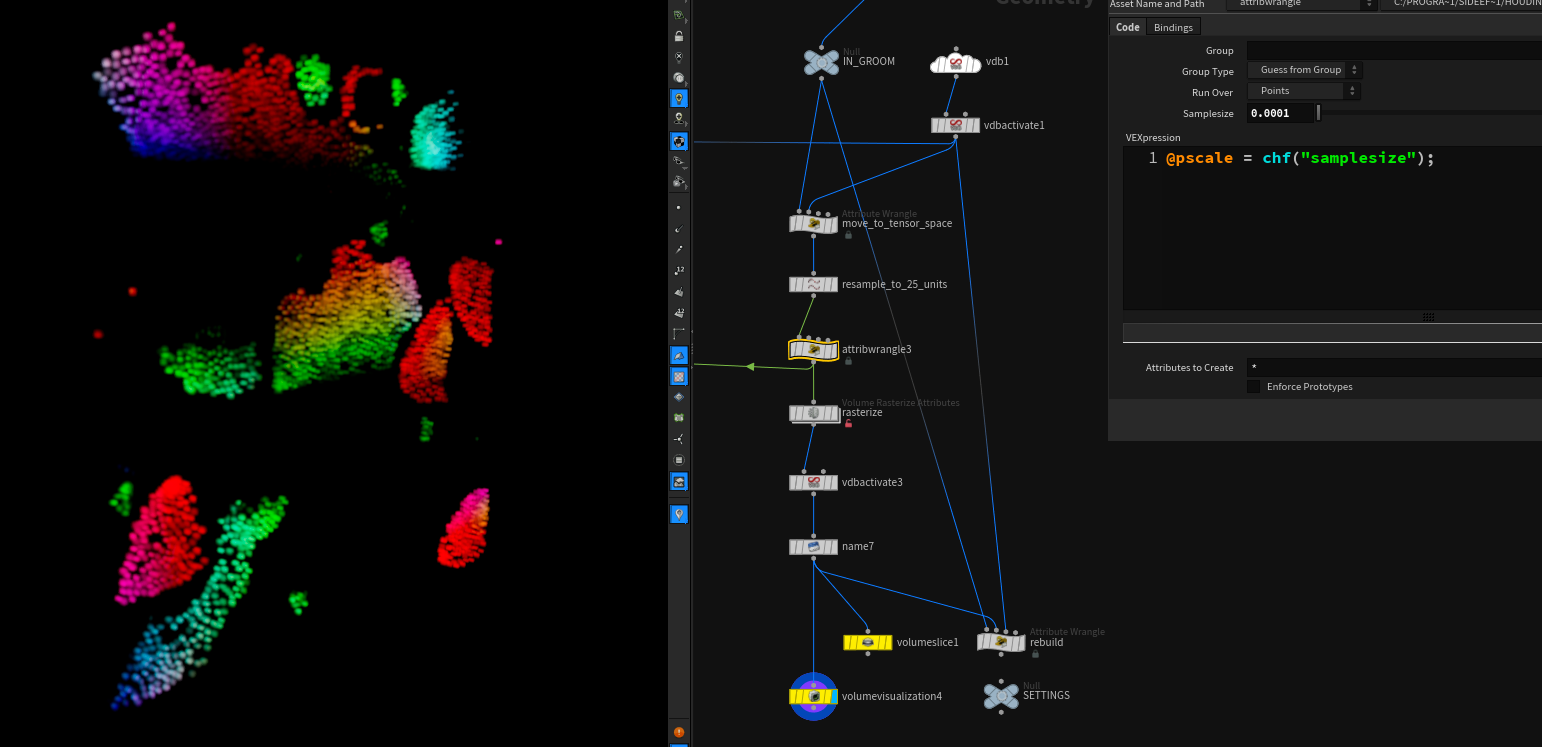 Geometry
Asset Name and Path
attribwrangle
C:/PROGRA~1/SIDEEF~1/HOUDIN
Code
Bindings
Group
Group Type
Guess from Group
Run Over
Points
Samplesize
0.0001
VEXpression
1 @pscale = chf("samplesize");
Attributes to Create
*
Enforce Prototypes
Null
IN_GROOM
vdb1
vdbactivate1
Attribute Wrangle
move_to_tensor_space
resample_to_25_units
attribwrangle3
Volume Rasterize Attributes
rasterize
vdbactivate3
name7
volumeslice1
Attribute Wrangle
rebuild
volumevisualization4
Null
SETTINGS
12
12